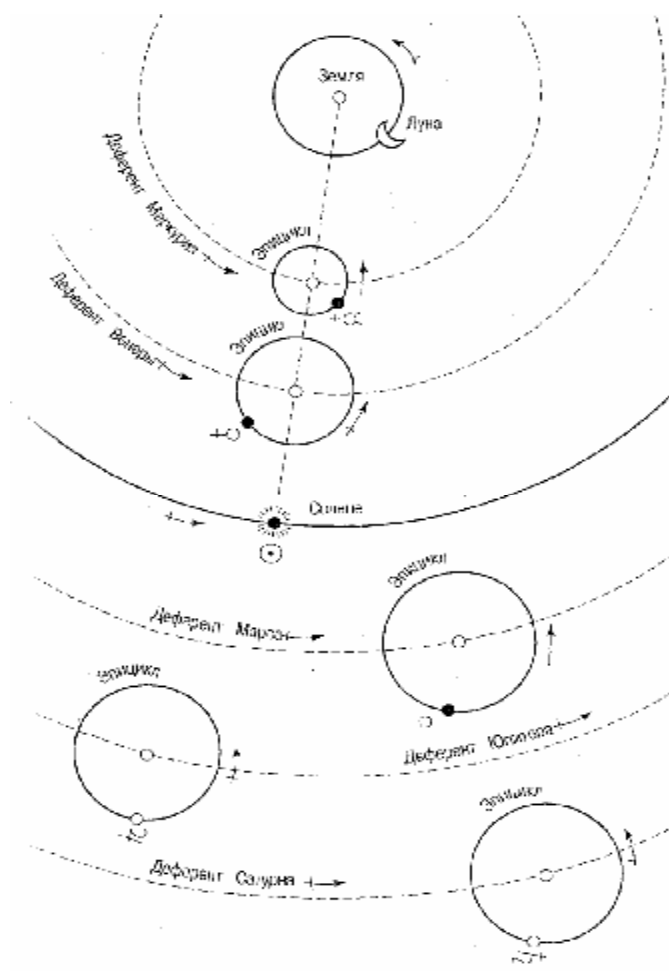 Земля
Луна
Деферент Меркурия
Эпицикл
Деферент Венеры
Эпицикл
Солнце
Эпицикл
Деферент Марса
Эпицикл
Деферент Юпитера
Эпицикл
Деферент Сатурна